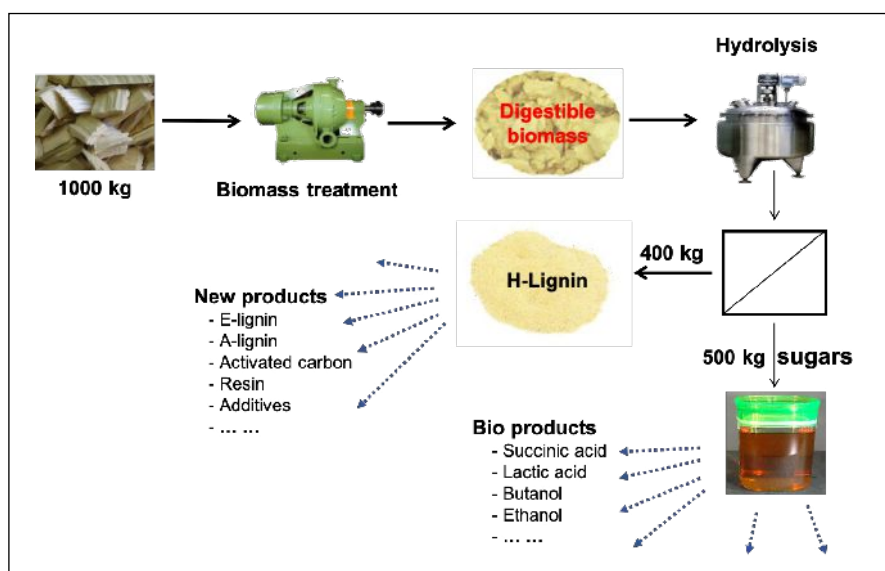 Hydrolysis
Digestible
biomass
1000 kg
Biomass treatment
400 kg
H-Lignin
New products
- E-lignin
- A-lignin
- Activated carbon
- Resin
- Additives
- ... ...
500 kg sugars
Bio products
- Succinic acid
- Lactic acid
- Butanol
- Ethanol
- ... ...